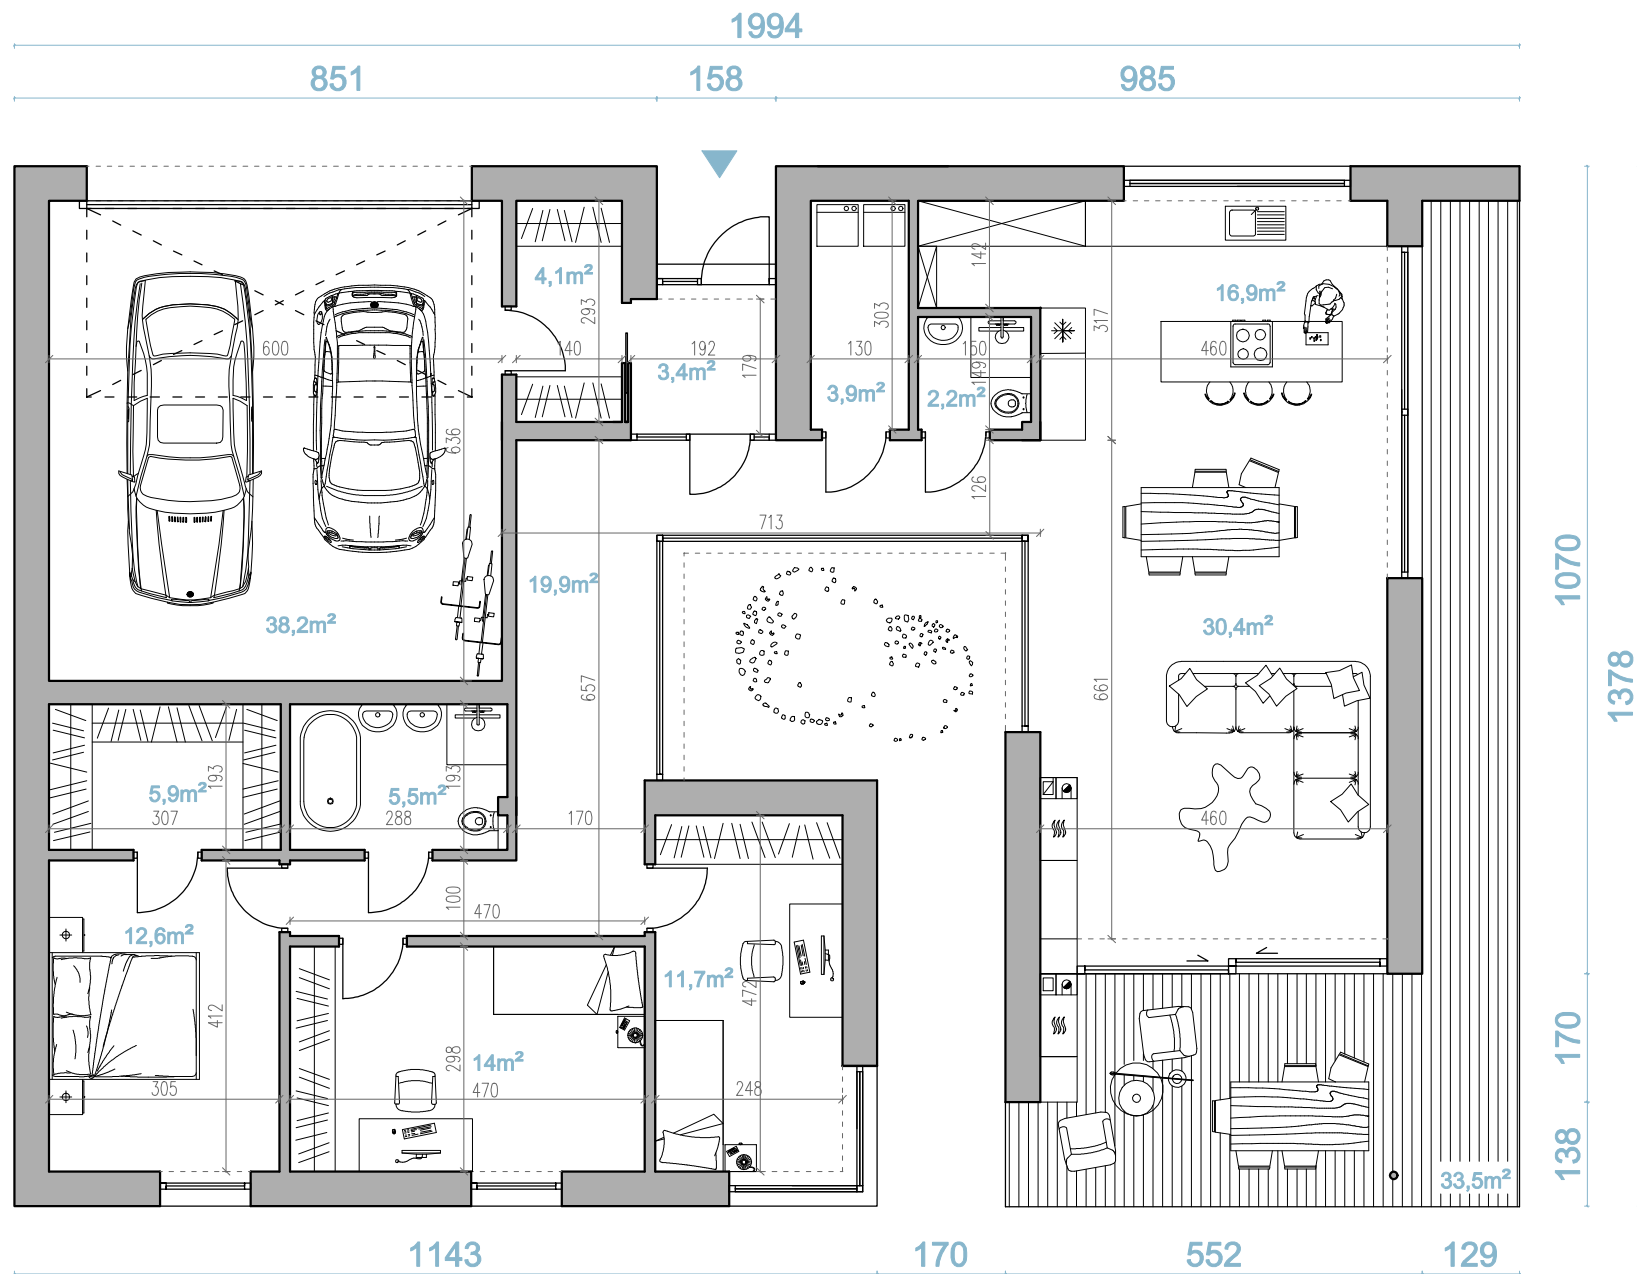 1994
851 158 985
4,1m²
293
142
303
16,9m²
317
600 140 192 130 150 460
179
149
3,4m²
3,9m² 2,2m²
636
126
713
19,9m²
38,2m²
30,4m²
1070
1378
657
661
193
193
5,9m²
5,5m²
307 288 170 460
100
470
12,6m²
11,7m²
472
412
298
14m²
305 470 248
170
138
33,5m²
1143 170 552 129